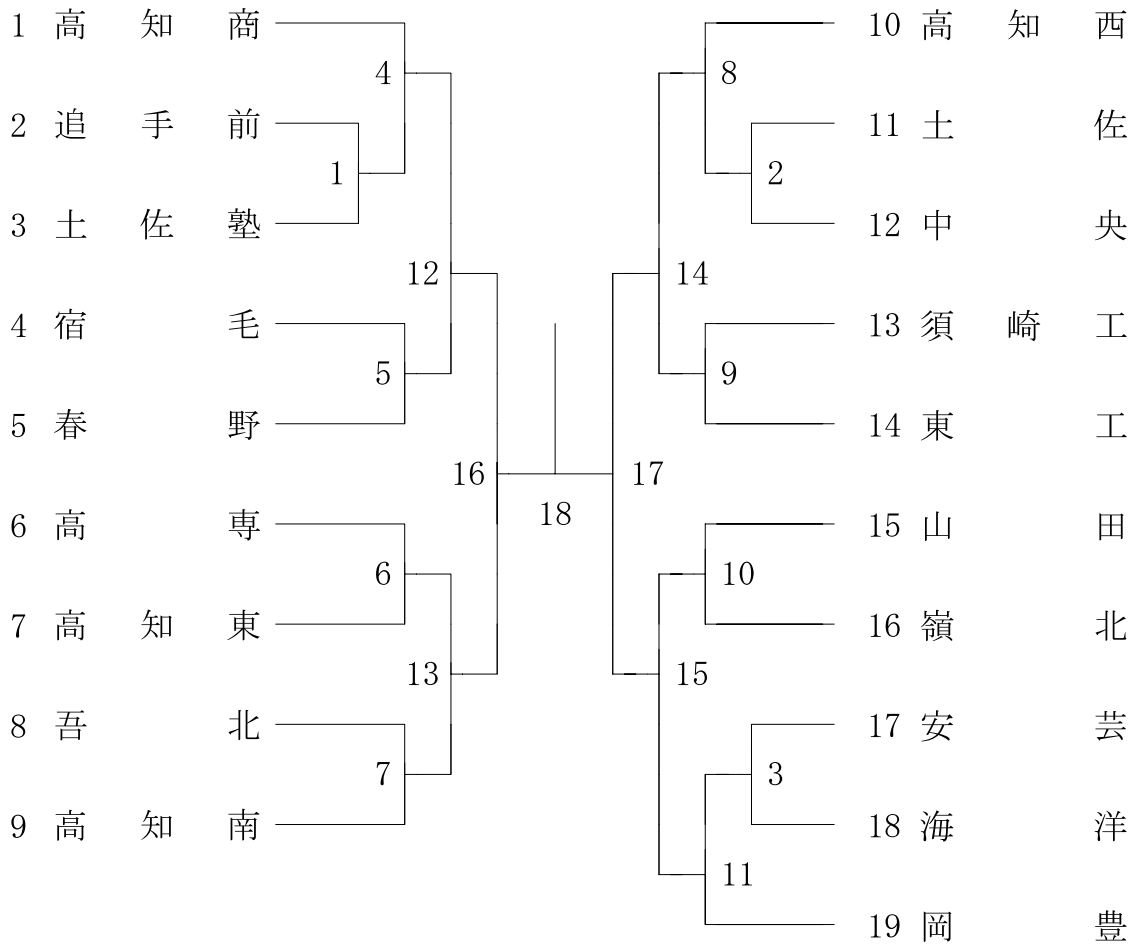 1 高知商
2 追手前
3 土佐塾
4 宿毛
5 春野
6 高専
7 高知東
8 吾北
9 高知南
4
1
12
5
16
6
13
7
18
10 高知西
11 土佐
12 中央
13 須崎工
14 東工
15 山田
16 嶺北
17 安芸
18 海洋
19 岡豊
8
2
14
9
17
10
15
3
11